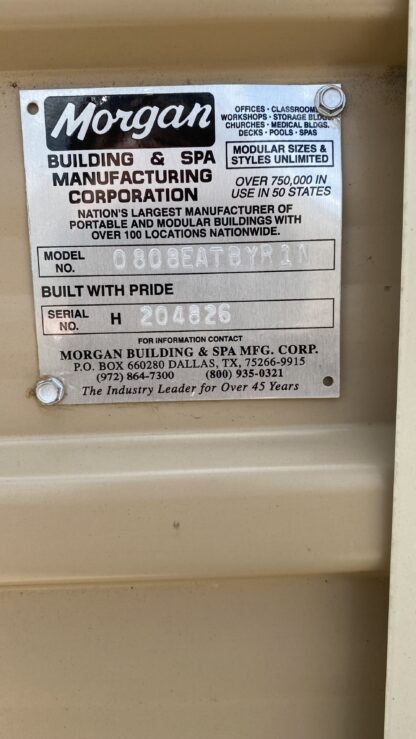 Morgan
OFFICES · CLASSROOMS
WORKSHOPS · STORAGE BLDGS.
CHURCHES · MEDICAL BLDGS.
DECKS · POOLS · SPAS
BUILDING & SPA
MANUFACTURING
CORPORATION
MODULAR SIZES &
STYLES UNLIMITED
OVER 750,000 IN
USE IN 50 STATES
NATION'S LARGEST MANUFACTURER OF
PORTABLE AND MODULAR BUILDINGS WITH
OVER 100 LOCATIONS NATIONWIDE.
MODEL NO. 0808EATBYR1N
BUILT WITH PRIDE
SERIAL NO. H 204826
FOR INFORMATION CONTACT
MORGAN BUILDING & SPA MFG. CORP.
P.O. BOX 660280 DALLAS, TX, 75266-9915
(972) 864-7300 (800) 935-0321
The Industry Leader for Over 45 Years